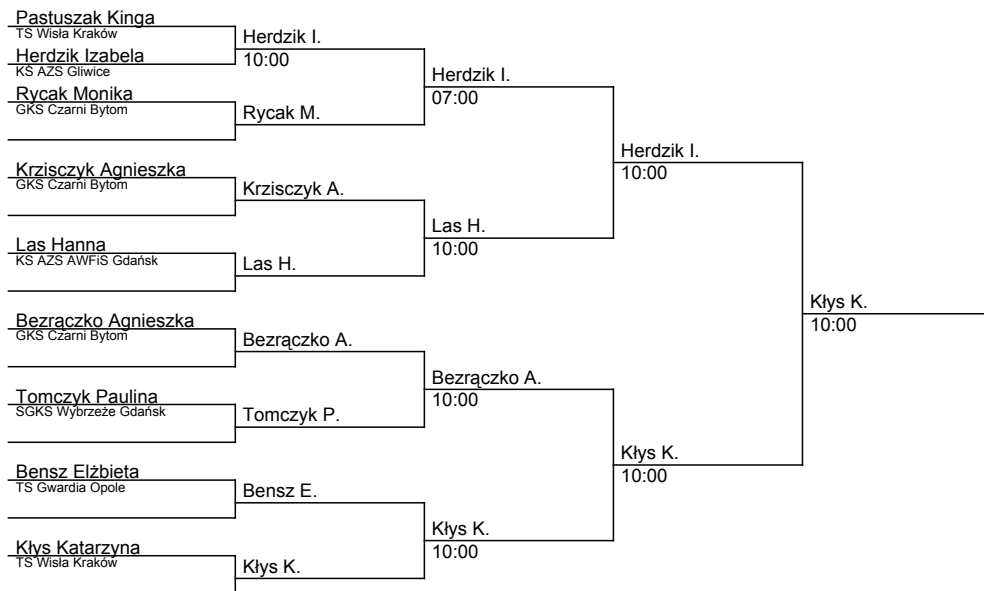 Pastuszak Kinga
TS Wisła Kraków
Herdzik Izabela
KS AZS Gliwice
Rycak Monika
GKS Czarni Bytom
Krzisczyk Agnieszka
GKS Czarni Bytom
Las Hanna
KS AZS AWFiS Gdańsk
Bezrączko Agnieszka
GKS Czarni Bytom
Tomczyk Paulina
SGKS Wybrzeże Gdańsk
Bensz Elżbieta
TS Gwardia Opole
Kłys Katarzyna
TS Wisła Kraków
Herdzik I.
10:00
Rycak M.
Krzisczyk A.
Las H.
Bezrączko A.
Tomczyk P.
Bensz E.
Kłys K.
Herdzik I.
07:00
Las H.
10:00
Bezrączko A.
10:00
Kłys K.
10:00
Herdzik I.
10:00
Kłys K.
10:00
Kłys K.
10:00